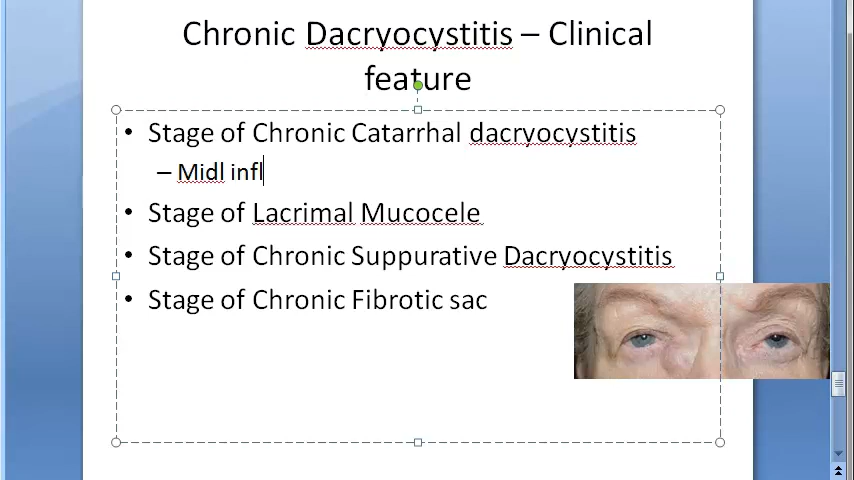 Chronic Dacryocystitis – Clinical
feature
• Stage of Chronic Catarrhal dacryocystitis
– Midl infl
• Stage of Lacrimal Mucocele
• Stage of Chronic Suppurative Dacryocystitis
• Stage of Chronic Fibrotic sac